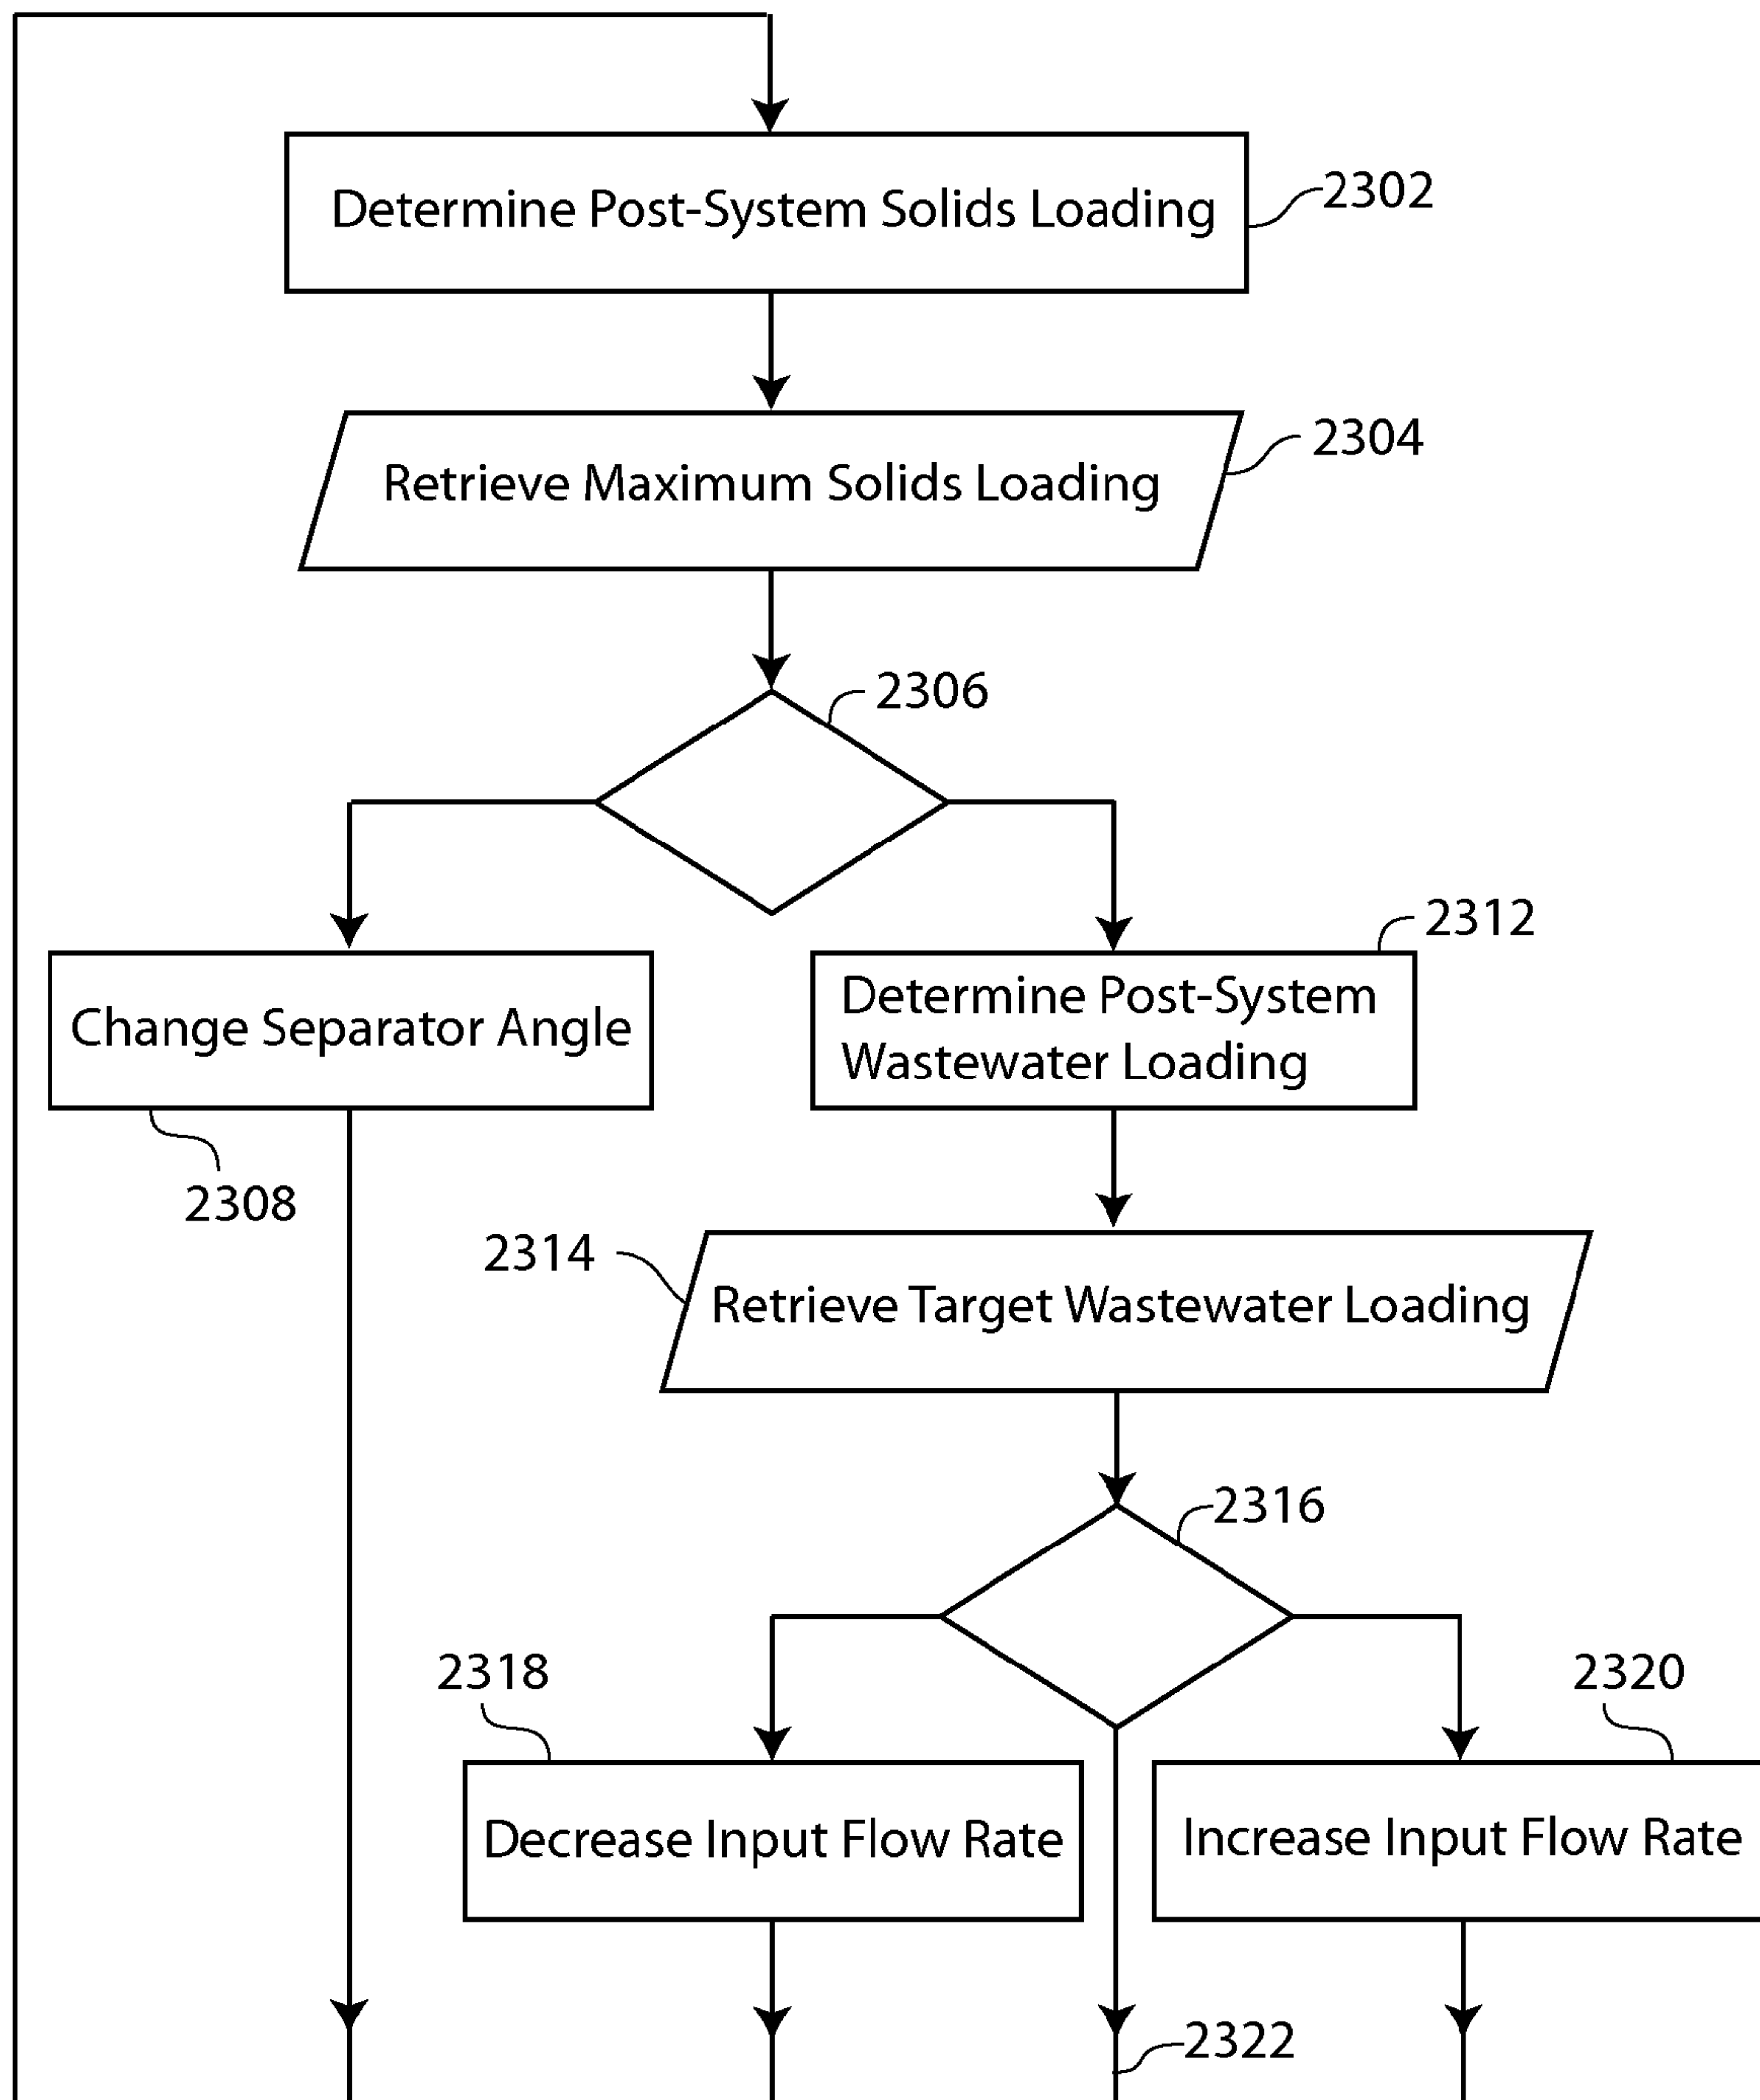 Determine Post-System Solids Loading
2302
2304
Retrieve Maximum Solids Loading
2306
2312
Change Separator Angle
Determine Post-System
Wastewater Loading
2308
2314
Retrieve Target Wastewater Loading
2316
2318
2320
Decrease Input Flow Rate
Increase Input Flow Rate
2322